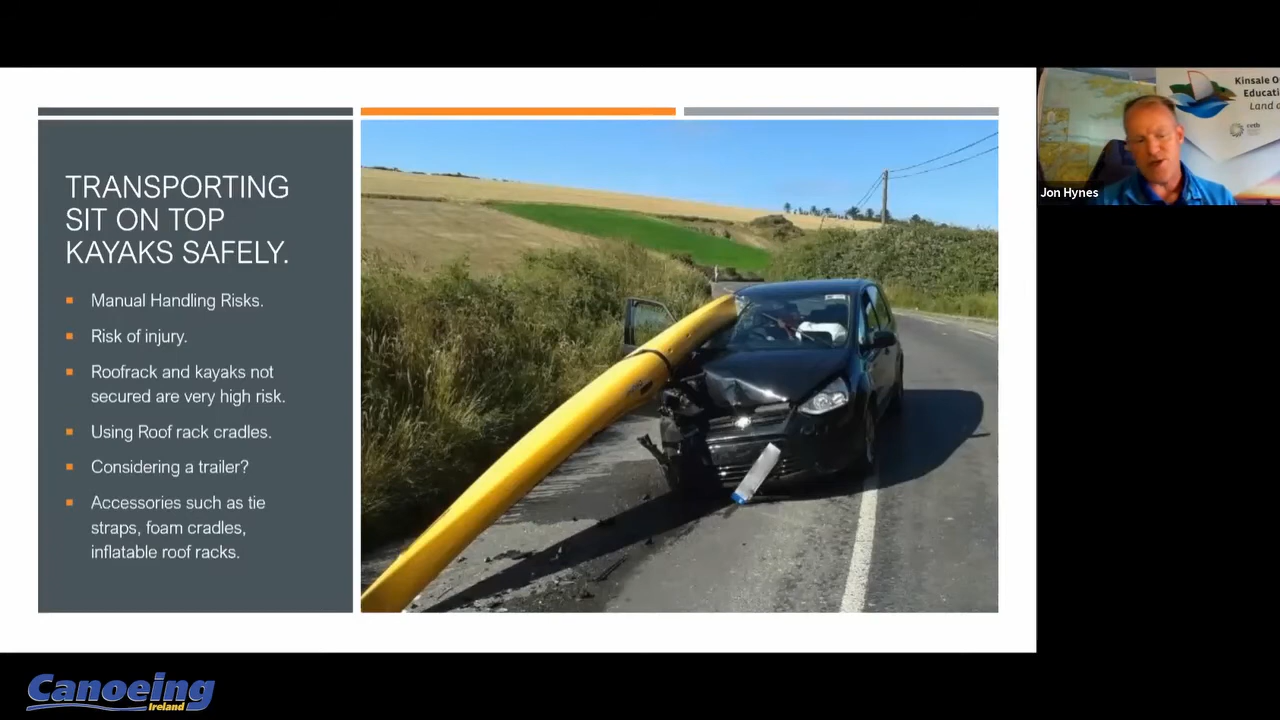 TRANSPORTING
SIT ON TOP
KAYAKS SAFELY.
Manual Handling Risks.
Risk of injury.
Roofrack and kayaks not
secured are very high risk.
Using Roof rack cradles.
Considering a trailer?
Accessories such as tie
straps, foam cradles,
inflatable roof racks.
Kinsale O
Educati
Land a
Jon Hynes
Canoeing
Ireland